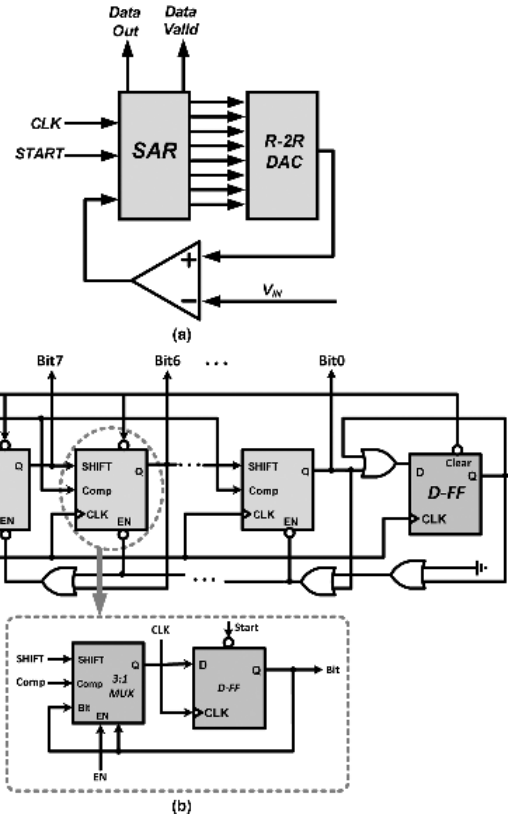 Data Out
Data Valid
CLK
START
SAR
R-2R DAC
+
−
VIN
(a)
Bit7
Bit6
...
Bit0
Q
EN
SHIFT
Q
Comp
CLK
EN
...
SHIFT
Q
Comp
CLK
EN
D
Clear
Q
D-FF
CLK
...
CLK
Start
SHIFT
SHIFT
Q
3:1 MUX
Comp
Comp
Bit
EN
D
Q
D-FF
CLK
Bit
EN
(b)